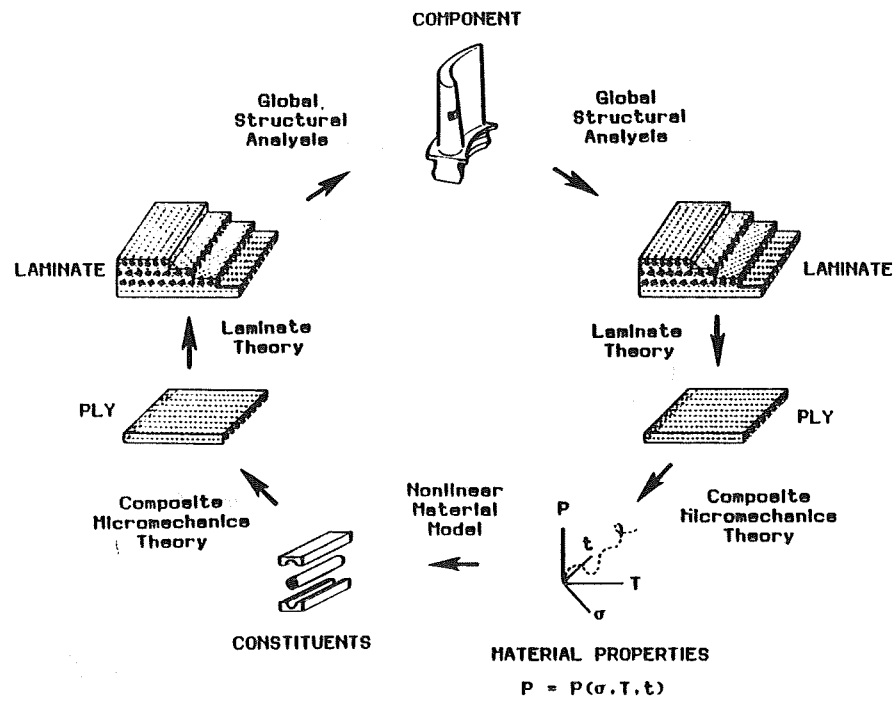 COMPONENT
Global
Structural
Analysis
Global
Structural
Analysis
LAMINATE
LAMINATE
Laminate
Theory
Laminate
Theory
PLY
PLY
Composite
Micromechanics
Theory
Nonlinear
Material
Model
Composite
Micromechanics
Theory
P
t
T
σ
CONSTITUENTS
MATERIAL PROPERTIES
P = P(σ,T,t)